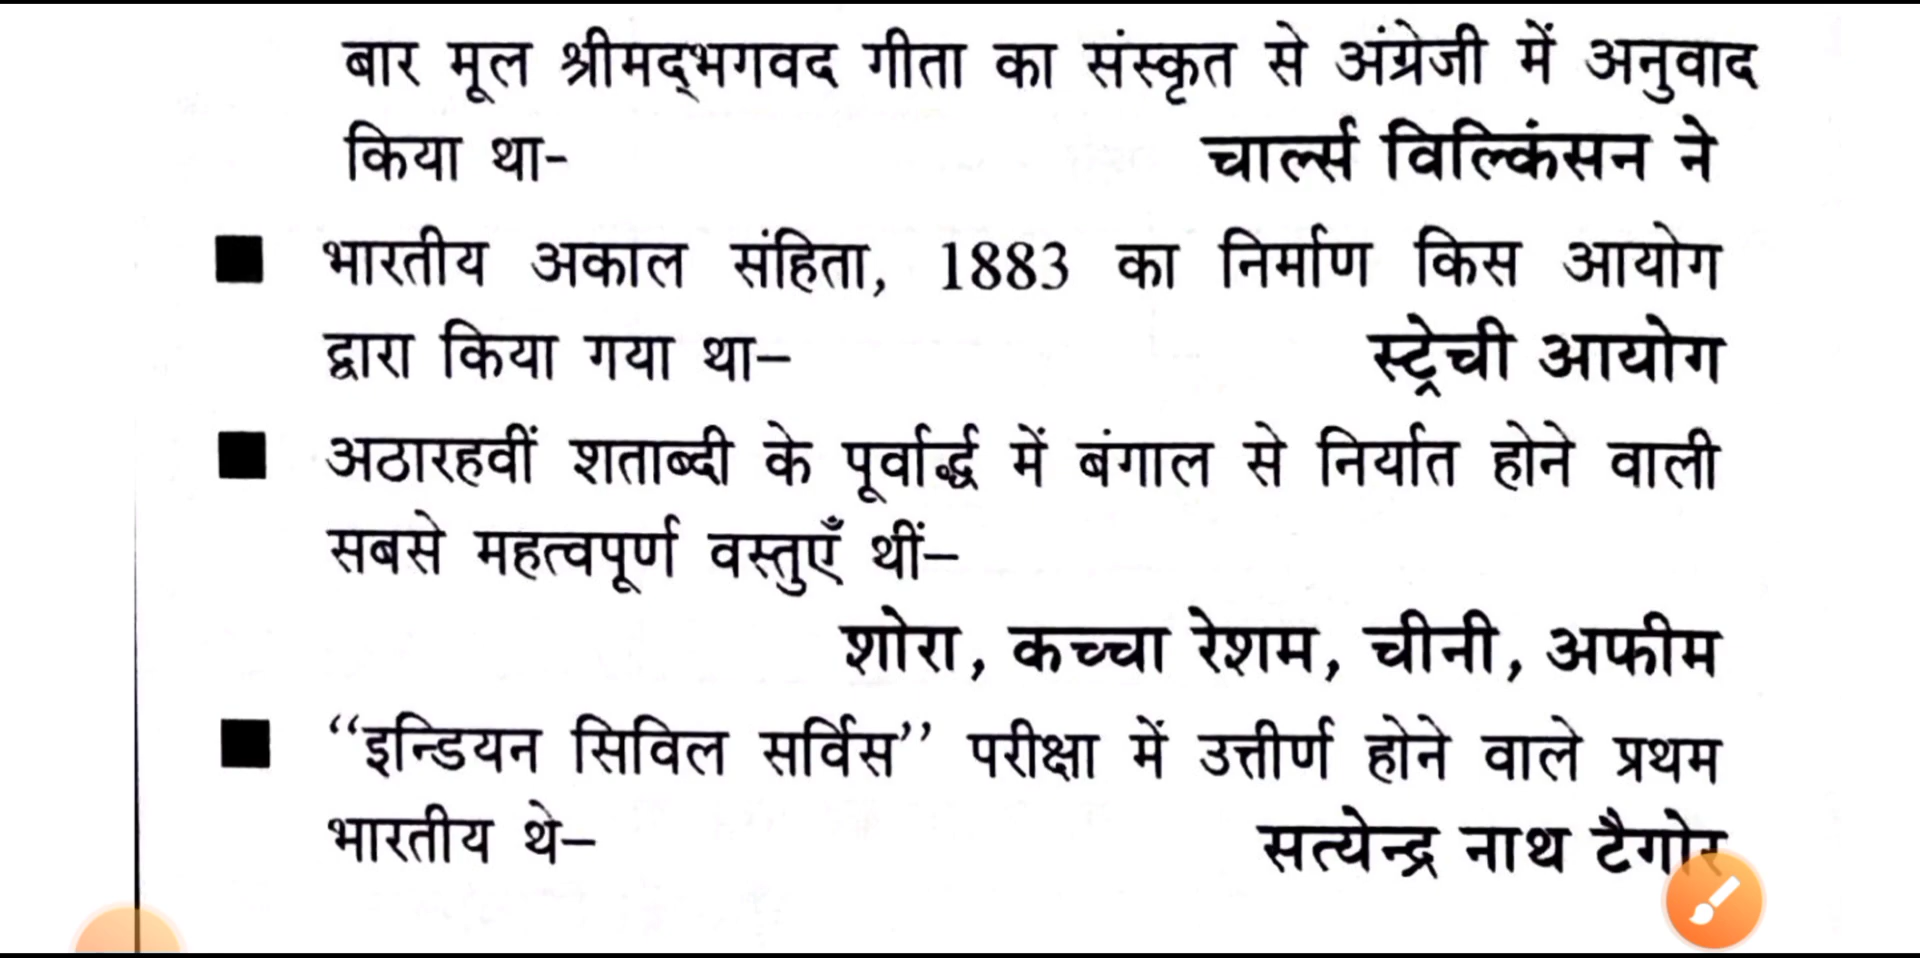 बार मूल श्रीमद्‌भगवद गीता का संस्कृत से अंग्रेजी में अनुवाद
किया था- चार्ल्स विल्किंसन ने
■ भारतीय अकाल संहिता, 1883 का निर्माण किस आयोग
द्वारा किया गया था– स्ट्रेची आयोग
■ अठारहवीं शताब्दी के पूर्वार्द्ध में बंगाल से निर्यात होने वाली
सबसे महत्वपूर्ण वस्तुएँ थीं–
शोरा, कच्चा रेशम, चीनी, अफीम
■ ‘‘इन्डियन सिविल सर्विस’’ परीक्षा में उत्तीर्ण होने वाले प्रथम
भारतीय थे– सत्येन्द्र नाथ टैगोर